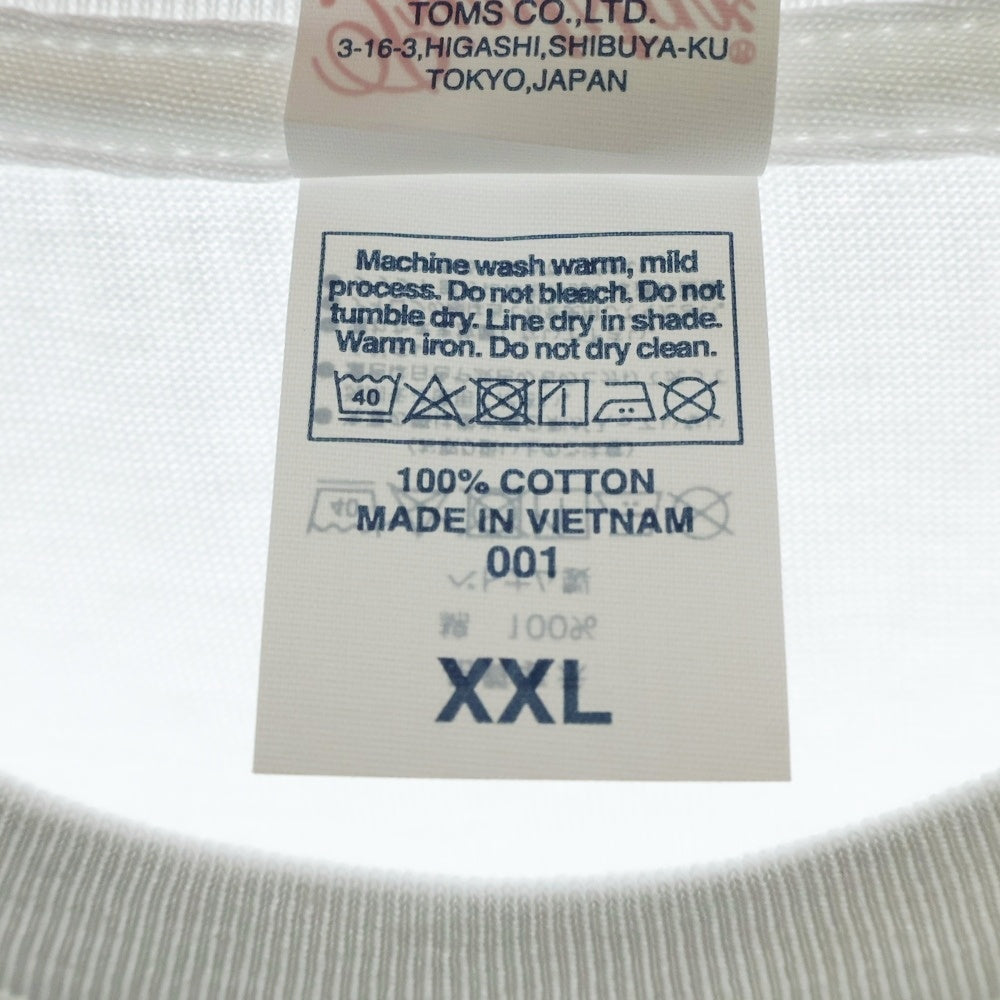 TOMS CO.,LTD.
3-16-3,HIGASHI,SHIBUYA-KU
TOKYO,JAPAN
Machine wash warm, mild
process. Do not bleach. Do not
tumble dry. Line dry in shade.
Warm iron. Do not dry clean.
40
100% COTTON
MADE IN VIETNAM
001
XXL